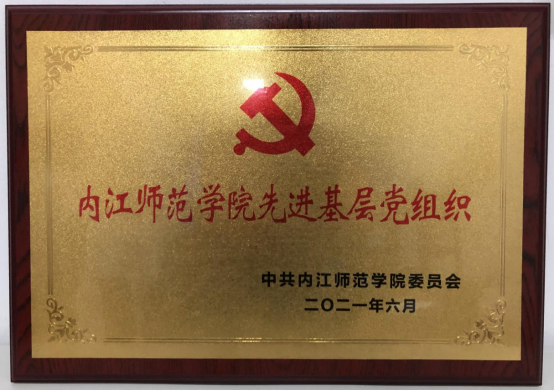 内江师范学院先进基层党组织
中共内江师范学院委员会
二〇二一年六月